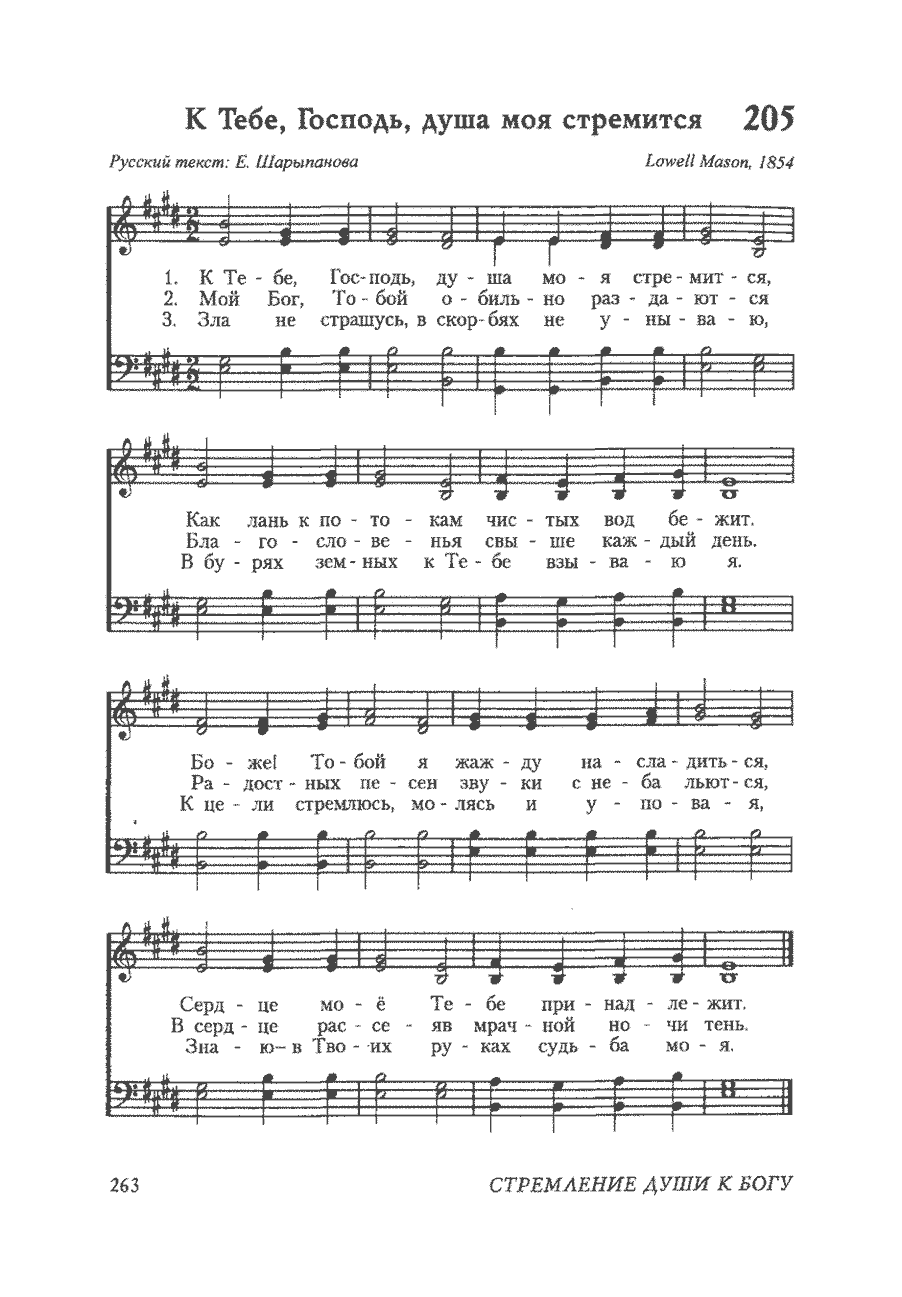 К Тебе, Господь, душа моя стремится 205
Русский текст: Е. Шарыпанова Lowell Mason, 1854
1. К Те - бе, Гос- подь, ду - ша мо - я стре - мит - ся,
2. Мой Бог, То - бой о - биль - но раз - да - ют - ся
3. Зла не страшусь, в скор- бях не у - ны - ва - ю,
Как лань к по - то - кам чис - тых вод бе - жит.
Бла - го - сло - ве - нья свы - ше каж - дый день.
В бу - рях зем - ных к Те - бе взы - ва - ю я.
Бо - же! То - бой я жаж - ду на - сла - дить - ся,
Ра - дост - ных пе - сен зву - ки с не - ба льют - ся,
К це - ли стремлюсь, мо - лясь и у - по - ва - я,
Серд - це мо - ё Те - бе при - над - ле - жит.
В серд - це рас - се - яв мрач - ной но - чи тень.
Зна - ю– в Тво - их ру - ках судь - ба мо - я.
263 СТРЕМЛЕНИЕ ДУШИ К БОГУ